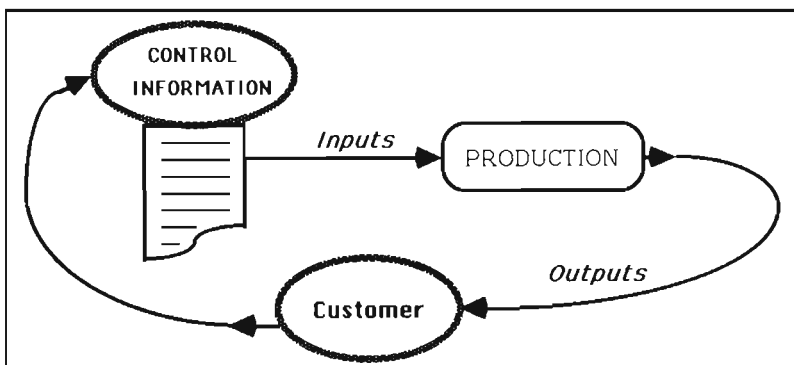 CONTROL
INFORMATION
Inputs
PRODUCTION
Outputs
Customer